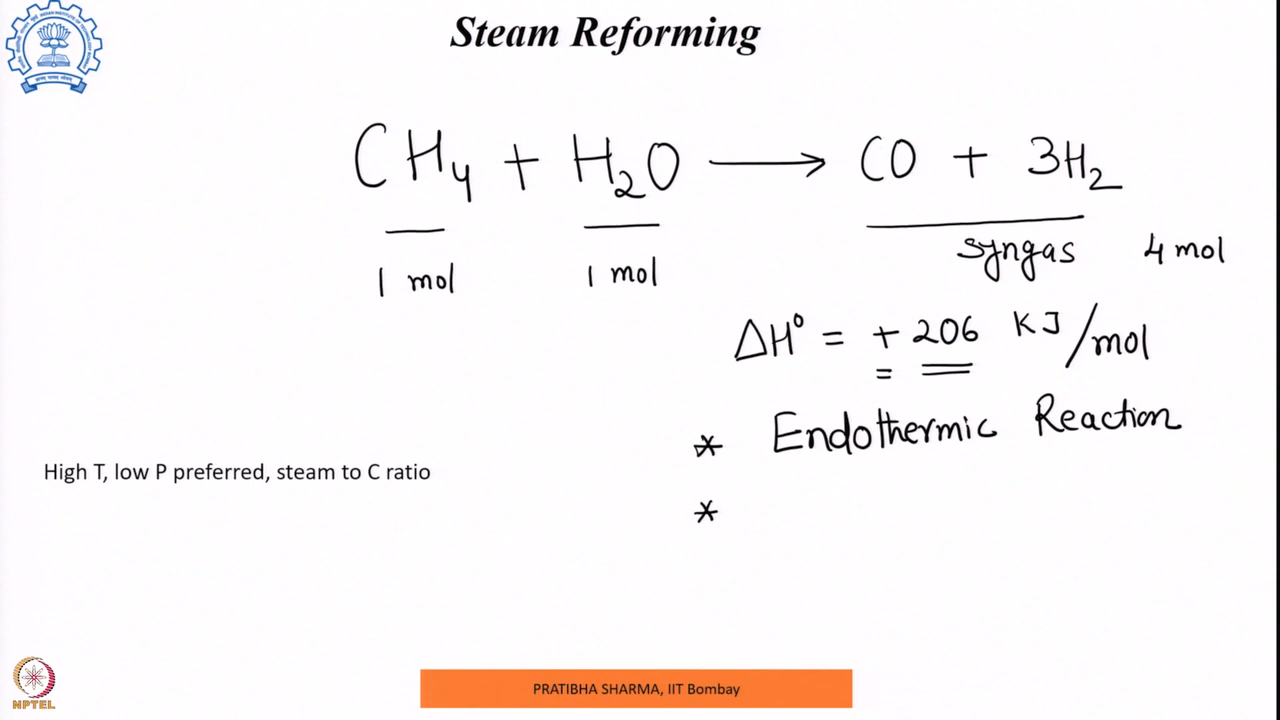 Steam Reforming
CH₄ + H₂O ⟶ CO + 3H₂
1 mol 1 mol syngas 4 mol
ΔH° = + 206 KJ/mol
* Endothermic Reaction
High T, low P preferred, steam to C ratio
*
PRATIBHA SHARMA, IIT Bombay
NPTEL